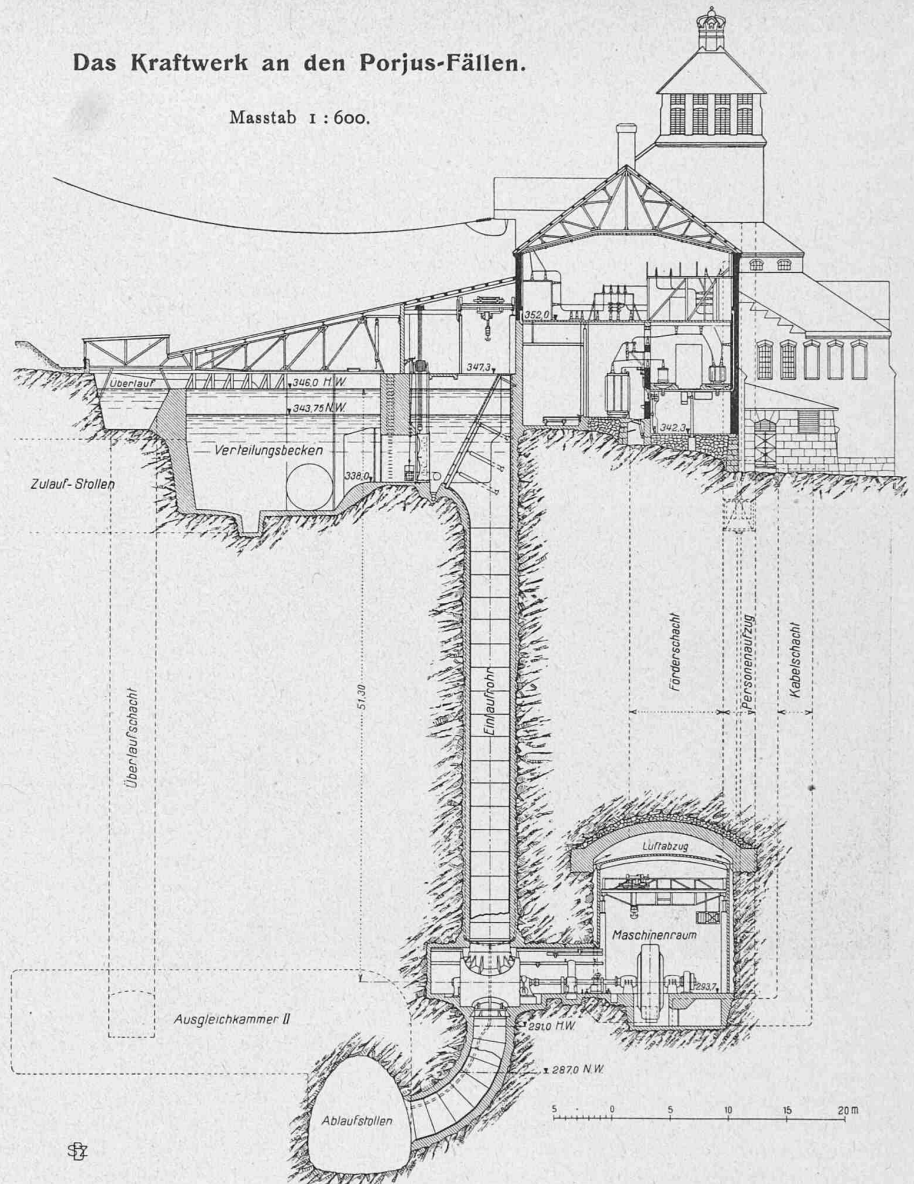 Das Kraftwerk an den Porjus-Fällen.
Masstab 1 : 600.
352,0
347,3
Überlauf
346,0 H.W.
343,75 N.W.
342,3
Verteilungsbecken
338,0
Zulauf-Stollen
Überlaufschacht
51,30
Einlaufrohr
Förderschacht
Personenaufzug
Kabelschacht
Luftabzug
Maschinenraum
293,7
Ausgleichkammer II
291,0 H.W.
287,0 N.W.
Ablaufstollen
5 0 5 10 15 20 m